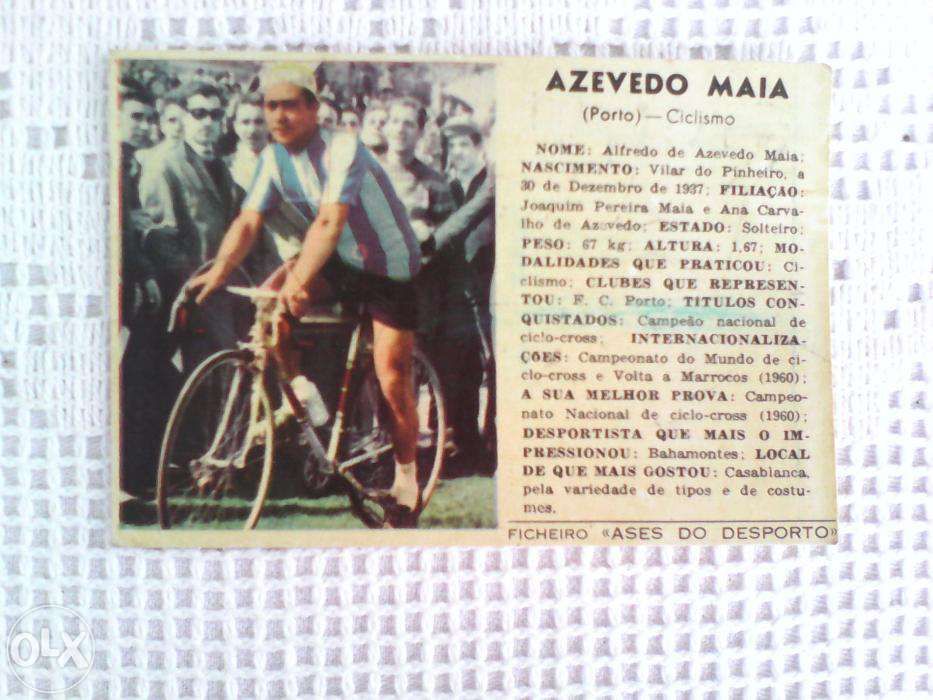 AZEVEDO MAIA
(Porto) — Ciclismo
NOME: Alfredo de Azevedo Maia;
NASCIMENTO: Vilar do Pinheiro, a
30 de Dezembro de 1937; FILIAÇÃO:
Joaquim Pereira Maia e Ana Carva-
lho de Azevedo; ESTADO: Solteiro;
PESO: 67 kg; ALTURA: 1,67; MO-
DALIDADES QUE PRATICOU: Ci-
clismo; CLUBES QUE REPRESEN-
TOU: F. C. Porto; TÍTULOS CON-
QUISTADOS: Campeão nacional de
ciclo-cross; INTERNACIONALIZA-
ÇÕES: Campeonato do Mundo de ci-
clo-cross e Volta a Marrocos (1960);
A SUA MELHOR PROVA: Campeo-
nato Nacional de ciclo-cross (1960);
DESPORTISTA QUE MAIS O IM-
PRESSIONOU: Bahamontes; LOCAL
DE QUE MAIS GOSTOU: Casablanca,
pela variedade de tipos e de costu-
mes.
FICHEIRO «ASES DO DESPORTO»
OLX